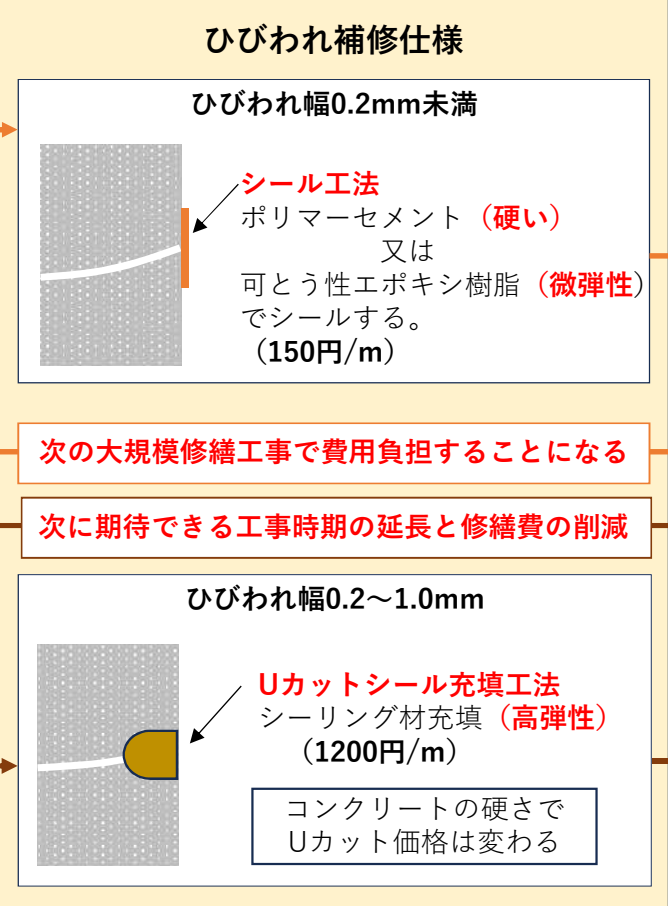 ひびわれ補修仕様
ひびわれ幅0.2mm未満
シール工法
ポリマーセメント（硬い）
又は
可とう性エポキシ樹脂（微弾性）
でシールする。
（150円/m）
次の大規模修繕工事で費用負担することになる
次に期待できる工事時期の延長と修繕費の削減
ひびわれ幅0.2～1.0mm
Uカットシール充填工法
シーリング材充填（高弾性）
（1200円/m）
コンクリートの硬さで
Uカット価格は変わる